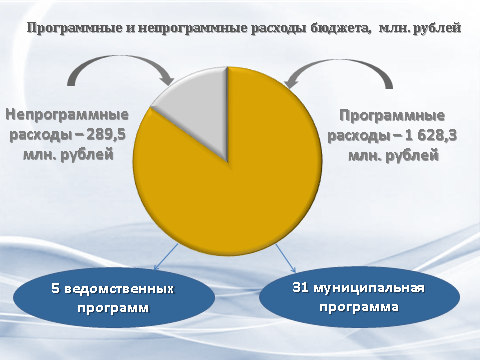 Программные и непрограммные расходы бюджета, млн. рублей
Непрограммные
расходы – 289,5
млн. рублей
Программные
расходы – 1 628,3
млн. рублей
5 ведомственных
программ
31 муниципальная
программа